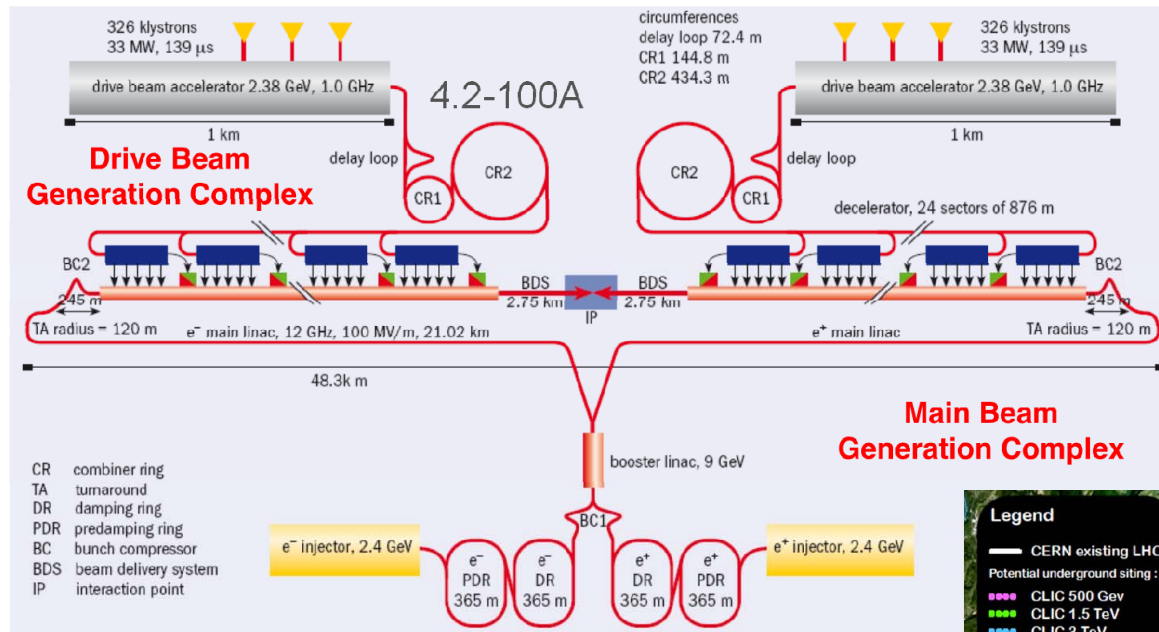 326 klystrons
33 MW, 139 μs
circumferences
delay loop 72.4 m
CR1 144.8 m
CR2 434.3 m
326 klystrons
33 MW, 139 μs
drive beam accelerator 2.38 GeV, 1.0 GHz
4.2-100A
drive beam accelerator 2.38 GeV, 1.0 GHz
1 km
1 km
Drive Beam
Generation Complex
delay loop
CR2
CR1
CR2
CR1
delay loop
decelerator, 24 sectors of 876 m
BC2
BDS
2.75 km
IP
BDS
2.75 km
BC2
245 m
245 m
TA radius = 120 m
e⁻ main linac, 12 GHz, 100 MV/m, 21.02 km
e⁺ main linac
TA radius = 120 m
48.3k m
Main Beam
Generation Complex
booster linac, 9 GeV
CR combiner ring
TA turnaround
DR damping ring
PDR predamping ring
BC bunch compressor
BDS beam delivery system
IP interaction point
BC1
e⁻ injector, 2.4 GeV
e⁻
PDR
365 m
e⁻
DR
365 m
e⁺
DR
365 m
e⁺
PDR
365 m
e⁺ injector, 2.4 GeV
Legend
CERN existing LHC
Potential underground siting :
CLIC 500 Gev
CLIC 1.5 TeV
CLIC 3 TeV